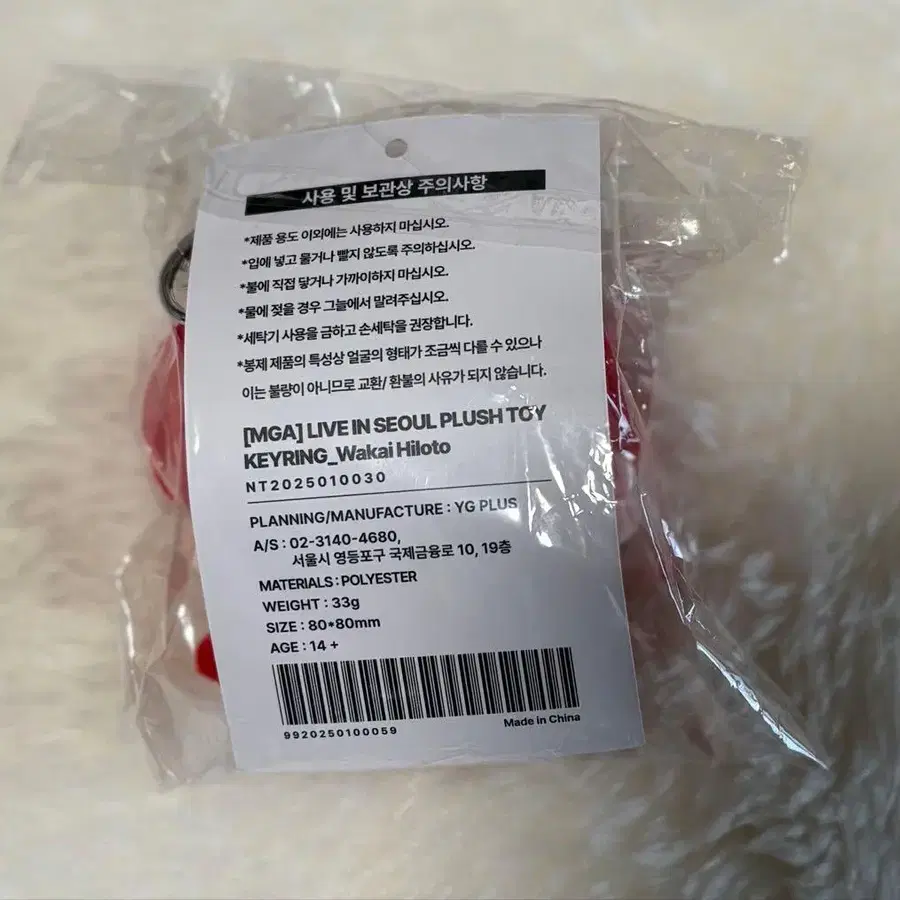 사용 및 보관상 주의사항
*제품 용도 이외에는 사용하지 마십시오.
*입에 넣고 물거나 빨지 않도록 주의하십시오.
*불에 직접 닿거나 가까이하지 마십시오.
*물에 젖을 경우 그늘에서 말려주십시오.
*세탁기 사용을 금하고 손세탁을 권장합니다.
*봉제 제품의 특성상 얼굴의 형태가 조금씩 다를 수 있으나
이는 불량이 아니므로 교환/ 환불의 사유가 되지 않습니다.
[MGA] LIVE IN SEOUL PLUSH TOY
KEYRING_Wakai Hiloto
NT2025010030
PLANNING/MANUFACTURE : YG PLUS
A/S : 02-3140-4680,
서울시 영등포구 국제금융로 10, 19층
MATERIALS : POLYESTER
WEIGHT : 33g
SIZE : 80*80mm
AGE : 14 +
9920250100059
Made in China